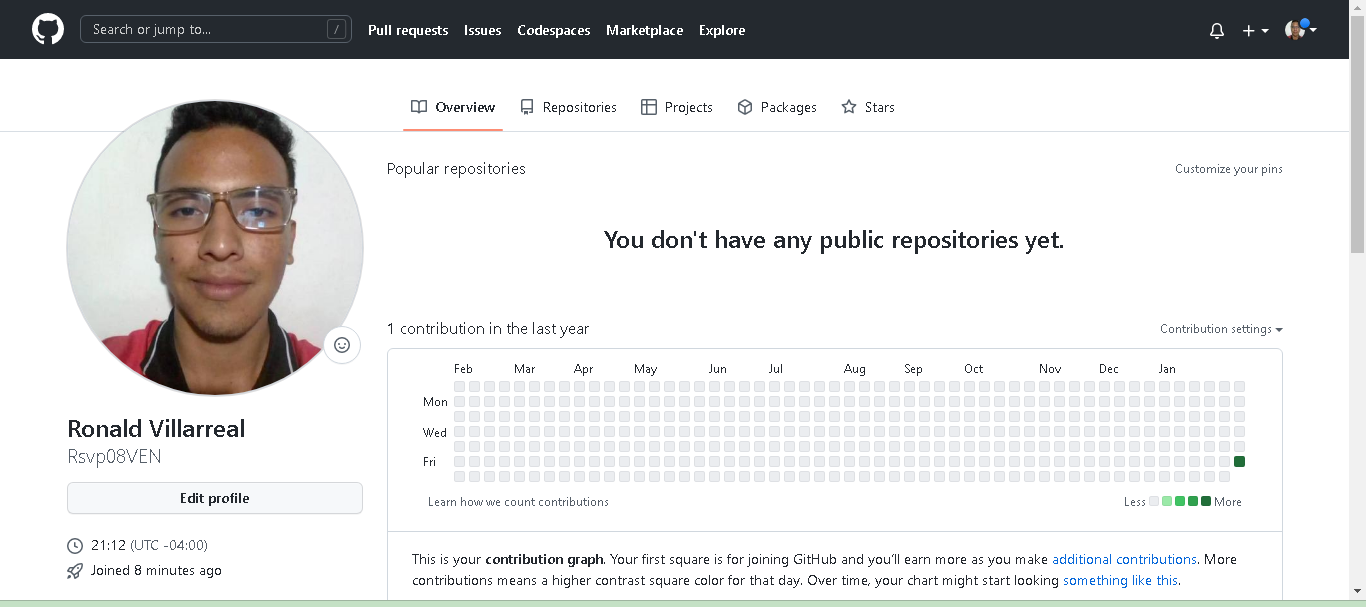 Search or jump to... /
Pull requests Issues Codespaces Marketplace Explore
Overview Repositories Projects Packages Stars
Popular repositories Customize your pins
You don't have any public repositories yet.
1 contribution in the last year Contribution settings
Feb Mar Apr May Jun Jul Aug Sep Oct Nov Dec Jan
Mon
Wed
Fri
Learn how we count contributions Less More
This is your contribution graph. Your first square is for joining GitHub and you'll earn more as you make additional contributions. More
contributions means a higher contrast square color for that day. Over time, your chart might start looking something like this.
Ronald Villarreal
Rsvp08VEN
Edit profile
21:12 (UTC -04:00)
Joined 8 minutes ago